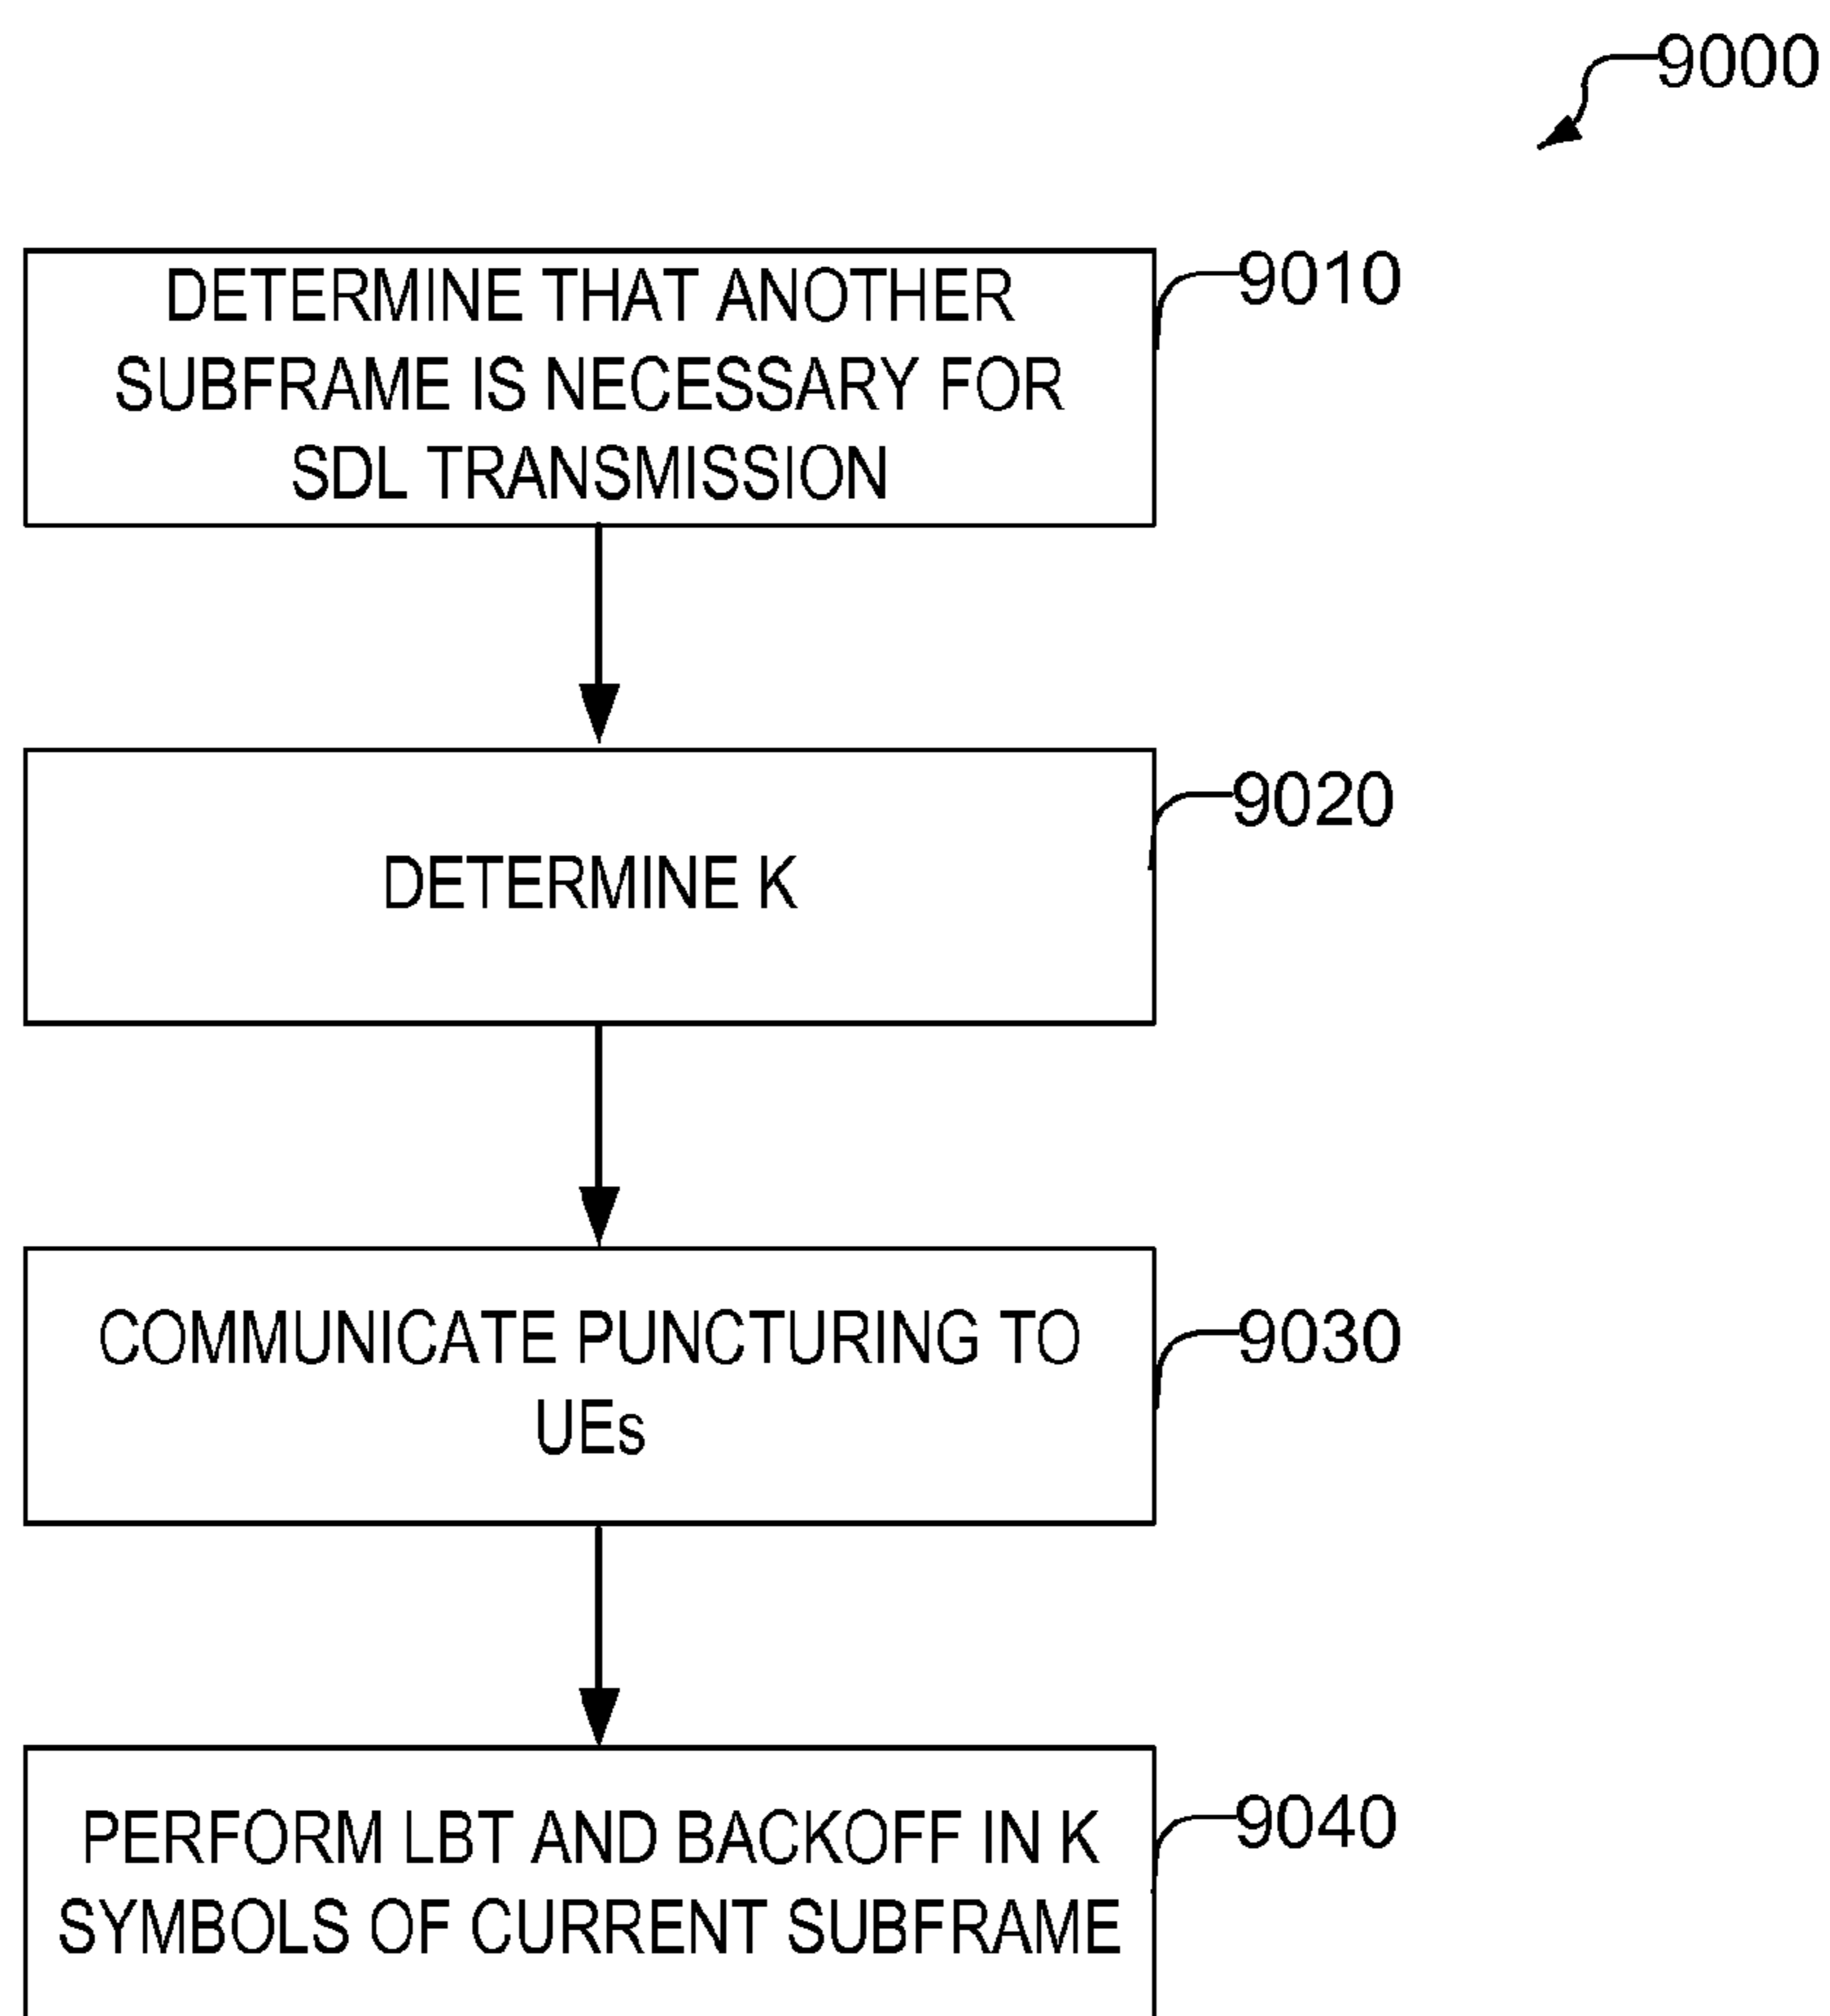 9000
DETERMINE THAT ANOTHER
SUBFRAME IS NECESSARY FOR
SDL TRANSMISSION
9010
DETERMINE K
9020
COMMUNICATE PUNCTURING TO
UEs
9030
PERFORM LBT AND BACKOFF IN K
SYMBOLS OF CURRENT SUBFRAME
9040